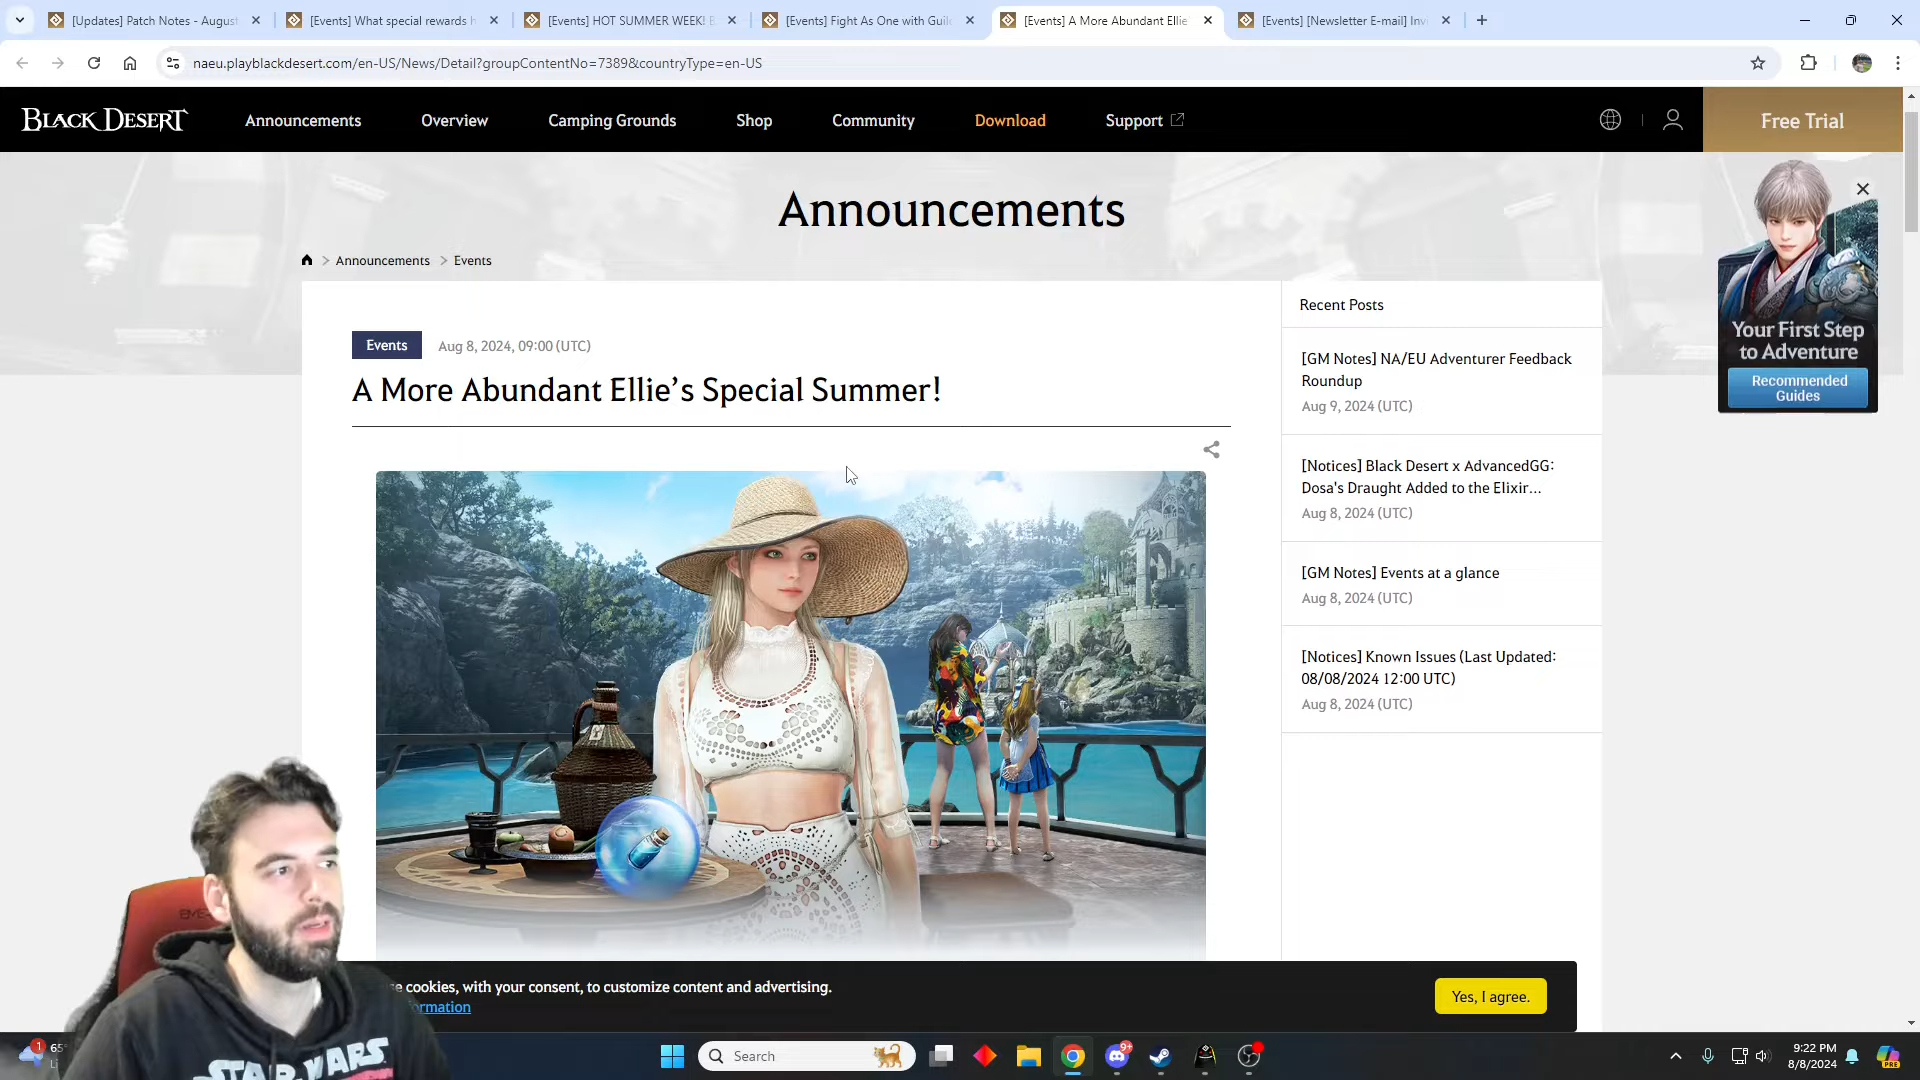 [Updates] Patch Notes - August
[Events] What special rewards h
[Events] HOT SUMMER WEEK! B
[Events] Fight As One with Guil
[Events] A More Abundant Ellie
[Events] [Newsletter E-mail] Inv
naeu.playblackdesert.com/en-US/News/Detail?groupContentNo=7389&countryType=en-US
BLACK DESERT
Announcements
Overview
Camping Grounds
Shop
Community
Download
Support
Free Trial
Announcements
Announcements > Events
Events
Aug 8, 2024, 09:00 (UTC)
A More Abundant Ellie’s Special Summer!
Recent Posts
[GM Notes] NA/EU Adventurer Feedback
Roundup
Aug 9, 2024 (UTC)
[Notices] Black Desert x AdvancedGG:
Dosa's Draught Added to the Elixir...
Aug 8, 2024 (UTC)
[GM Notes] Events at a glance
Aug 8, 2024 (UTC)
[Notices] Known Issues (Last Updated:
08/08/2024 12:00 UTC)
Aug 8, 2024 (UTC)
Your First Step
to Adventure
Recommended
Guides
cookies, with your consent, to customize content and advertising.
Yes, I agree.
STAR WARS
1
65°
Search
9+
9:22 PM
8/8/2024
PRE